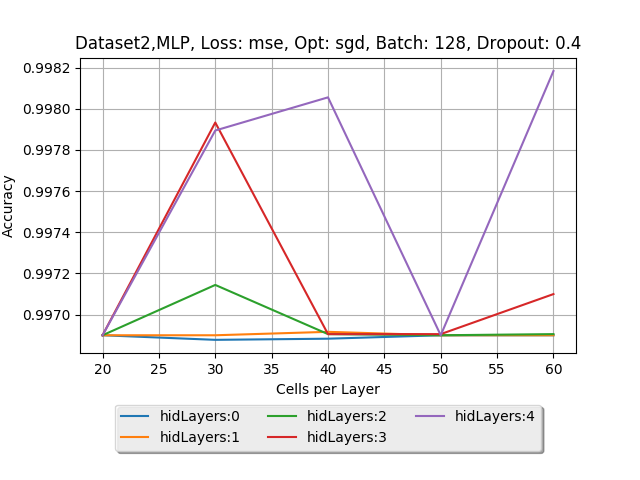 Dataset2,MLP, Loss: mse, Opt: sgd, Batch: 128, Dropout: 0.4
0.9982
0.9980
0.9978
0.9976
0.9974
0.9972
0.9970
Accuracy
20 25 30 35 40 45 50 55 60
Cells per Layer
hidLayers:0 hidLayers:2 hidLayers:4
hidLayers:1 hidLayers:3